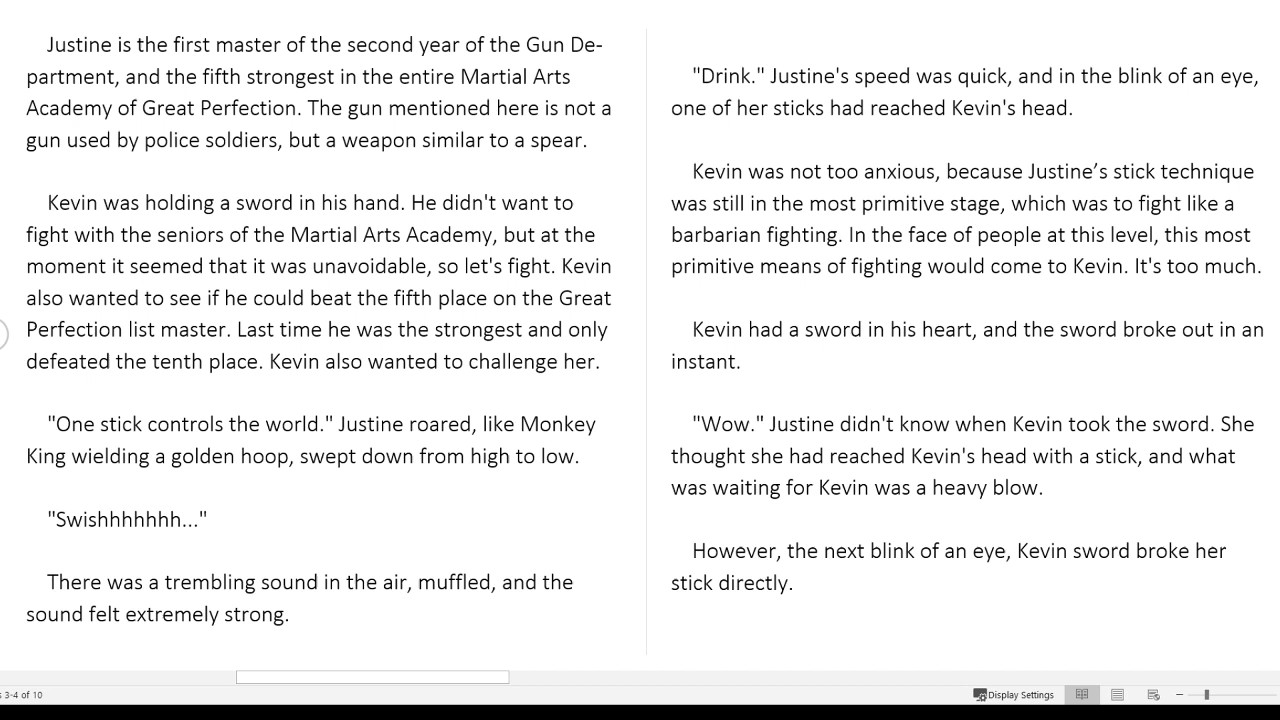 Justine is the first master of the second year of the Gun De-
partment, and the fifth strongest in the entire Martial Arts
Academy of Great Perfection. The gun mentioned here is not a
gun used by police soldiers, but a weapon similar to a spear.
Kevin was holding a sword in his hand. He didn't want to
fight with the seniors of the Martial Arts Academy, but at the
moment it seemed that it was unavoidable, so let's fight. Kevin
also wanted to see if he could beat the fifth place on the Great
Perfection list master. Last time he was the strongest and only
defeated the tenth place. Kevin also wanted to challenge her.
"One stick controls the world." Justine roared, like Monkey
King wielding a golden hoop, swept down from high to low.
"Swishhhhhhh..."
There was a trembling sound in the air, muffled, and the
sound felt extremely strong.
"Drink." Justine's speed was quick, and in the blink of an eye,
one of her sticks had reached Kevin's head.
Kevin was not too anxious, because Justine’s stick technique
was still in the most primitive stage, which was to fight like a
barbarian fighting. In the face of people at this level, this most
primitive means of fighting would come to Kevin. It's too much.
Kevin had a sword in his heart, and the sword broke out in an
instant.
"Wow." Justine didn't know when Kevin took the sword. She
thought she had reached Kevin's head with a stick, and what
was waiting for Kevin was a heavy blow.
However, the next blink of an eye, Kevin sword broke her
stick directly.
s 3-4 of 10
Display Settings